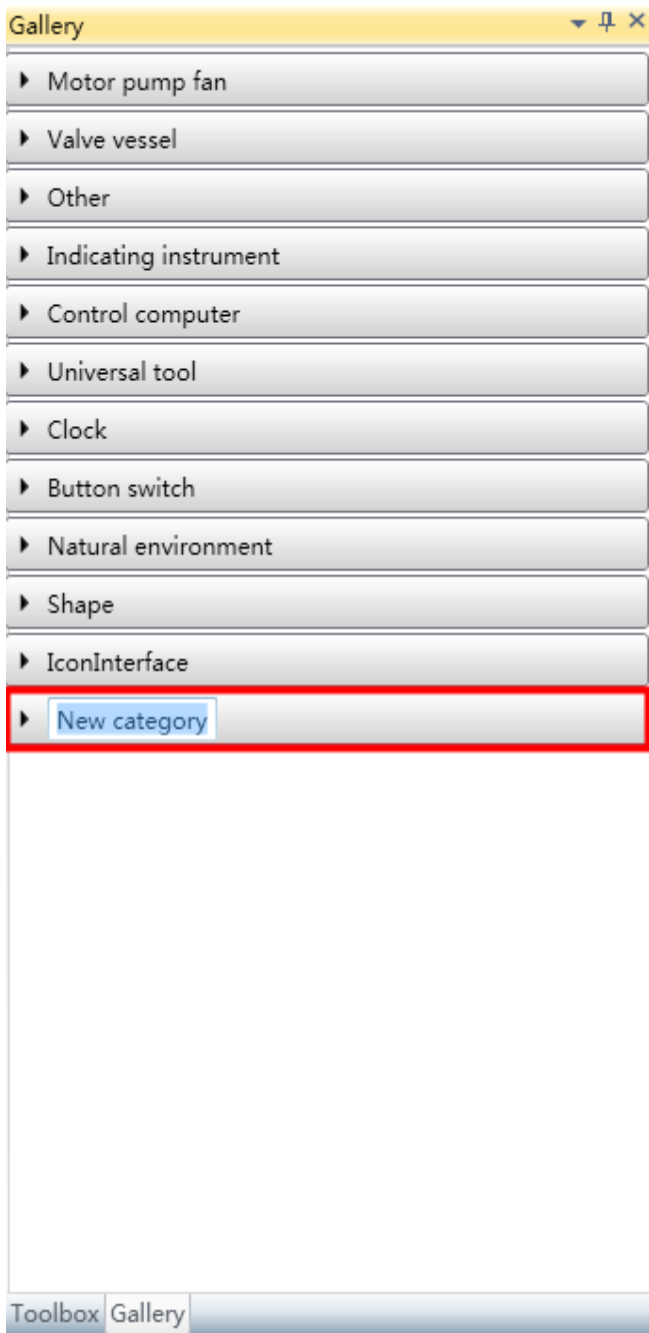 Gallery
Motor pump fan
Valve vessel
Other
Indicating instrument
Control computer
Universal tool
Clock
Button switch
Natural environment
Shape
IconInterface
New category
Toolbox Gallery